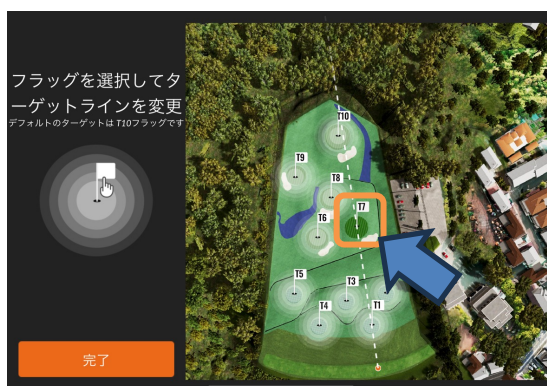 フラッグを選択してタ
ーゲットラインを変更
デフォルトのターゲットは T10フラッグです
T10
T9
T8
T7
T6
T5
T3
T4
T1
完了